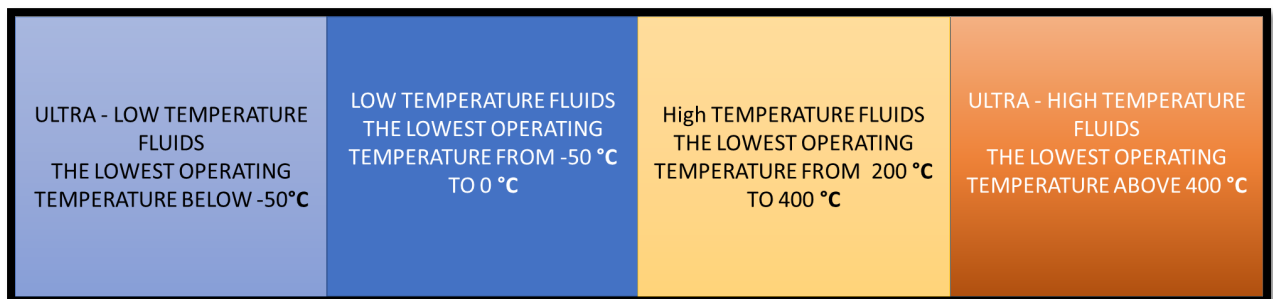 ULTRA - LOW TEMPERATURE
FLUIDS
THE LOWEST OPERATING
TEMPERATURE BELOW -50°C
LOW TEMPERATURE FLUIDS
THE LOWEST OPERATING
TEMPERATURE FROM -50 °C
TO 0 °C
High TEMPERATURE FLUIDS
THE LOWEST OPERATING
TEMPERATURE FROM  200 °C
TO 400 °C
ULTRA - HIGH TEMPERATURE
FLUIDS
THE LOWEST OPERATING
TEMPERATURE ABOVE 400 °C